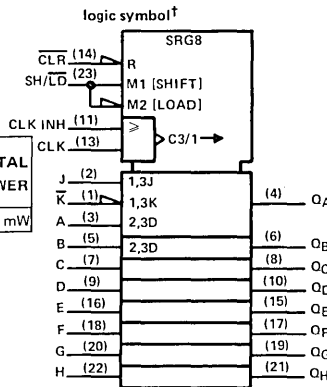 logic symbol†
SRG8
CLR (14) R
SH/LD (23) M1 [SHIFT]
M2 [LOAD]
CLK INH (11) ≥
CLK (13) C3/1
TAL
WER
mW
J (2) 1,3J
K (1) 1,3K (4) QA
A (3) 2,3D
B (5) 2,3D (6) QB
C (7) (8) QC
D (9) (10) QD
E (16) (15) QE
F (18) (17) QF
G (20) (19) QG
H (22) (21) QH